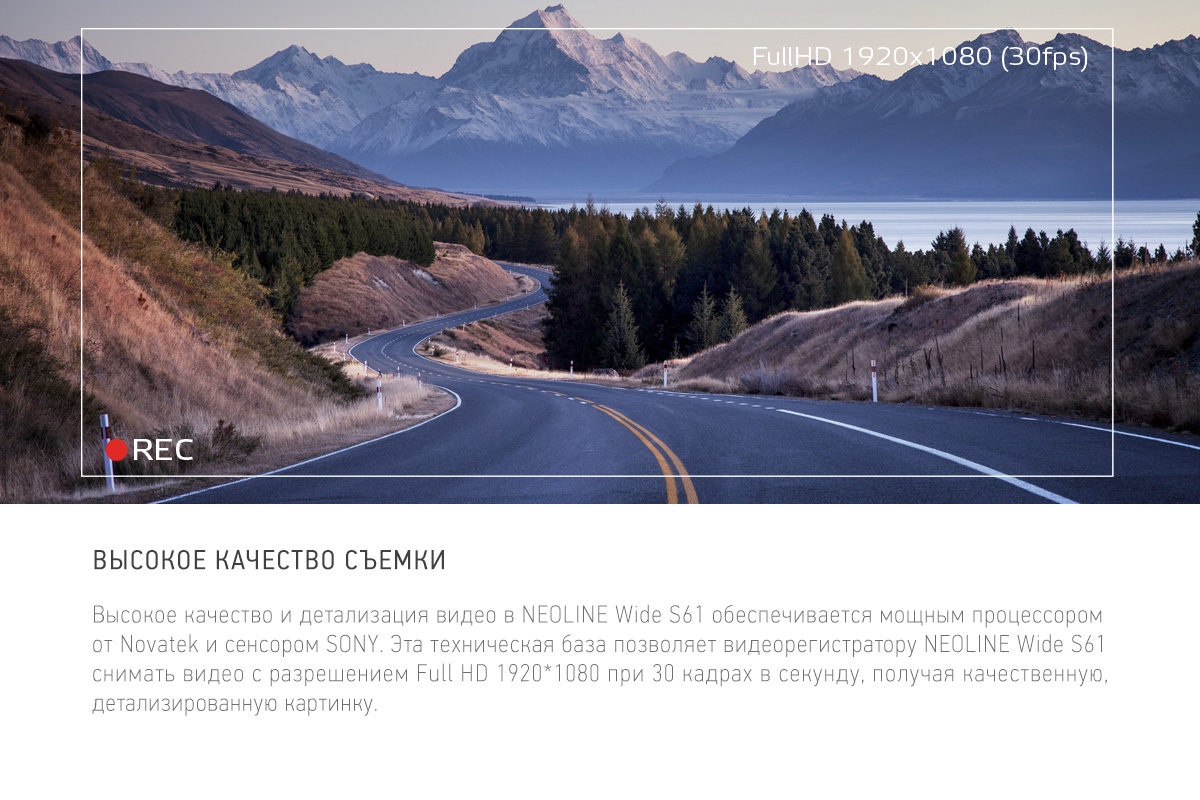 FullHD 1920x1080 (30fps)
REC
ВЫСОКОЕ КАЧЕСТВО СЪЕМКИ
Высокое качество и детализация видео в NEOLINE Wide S61 обеспечивается мощным процессором
от Novatek и сенсором SONY. Эта техническая база позволяет видеорегистратору NEOLINE Wide S61
снимать видео с разрешением Full HD 1920*1080 при 30 кадрах в секунду, получая качественную,
детализированную картинку.